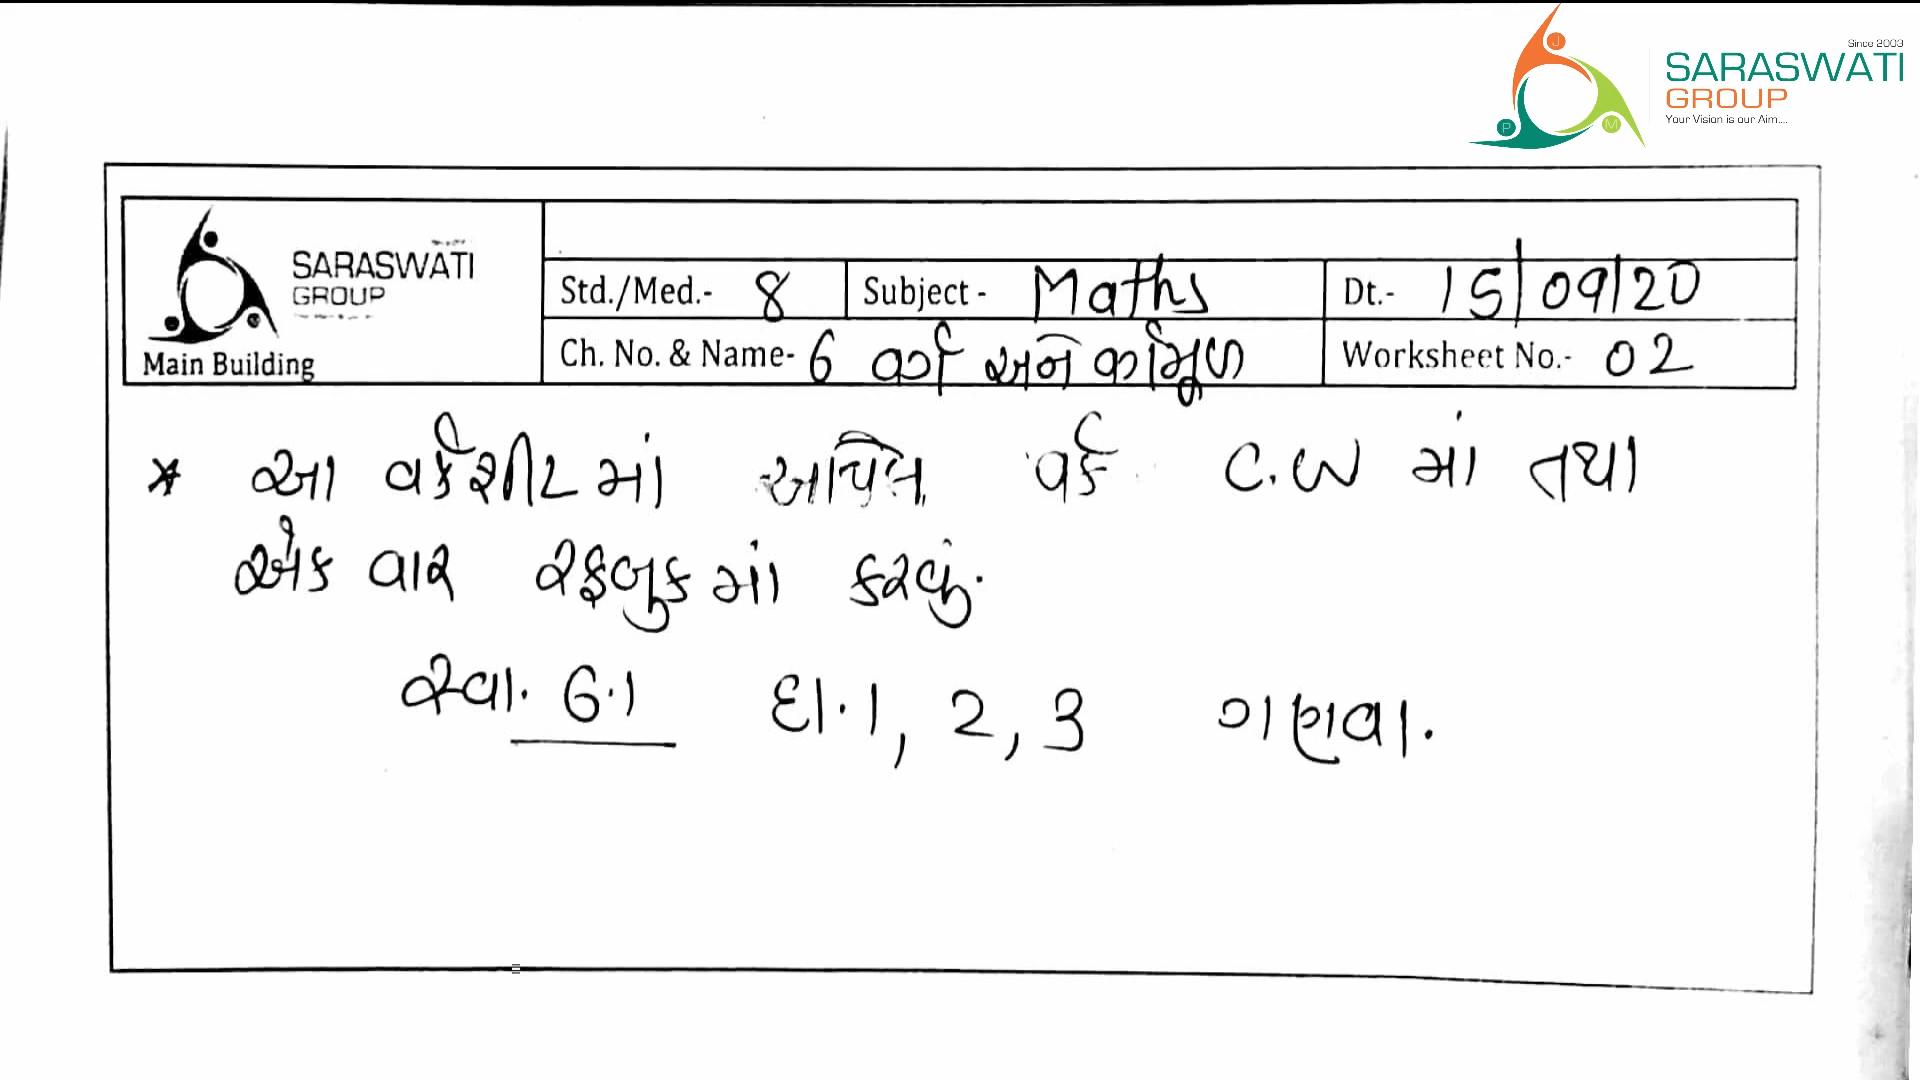 Since 2003
SARASWATI
GROUP
Your Vision is our Aim....
SARASWATI
GROUP
Main Building
Std./Med.- 8 Subject - Maths Dt.- 15/09/20
Ch. No. & Name- 6 વર્ગ અને વર્ગમૂળ Worksheet No.- 02
* આ વર્કશીટમાં આપેલ વર્ક C.W માં તથા
એક વાર રફબુકમાં કરવું.
સ્વા. 6.1 દા.1, 2, 3 ગણવા.